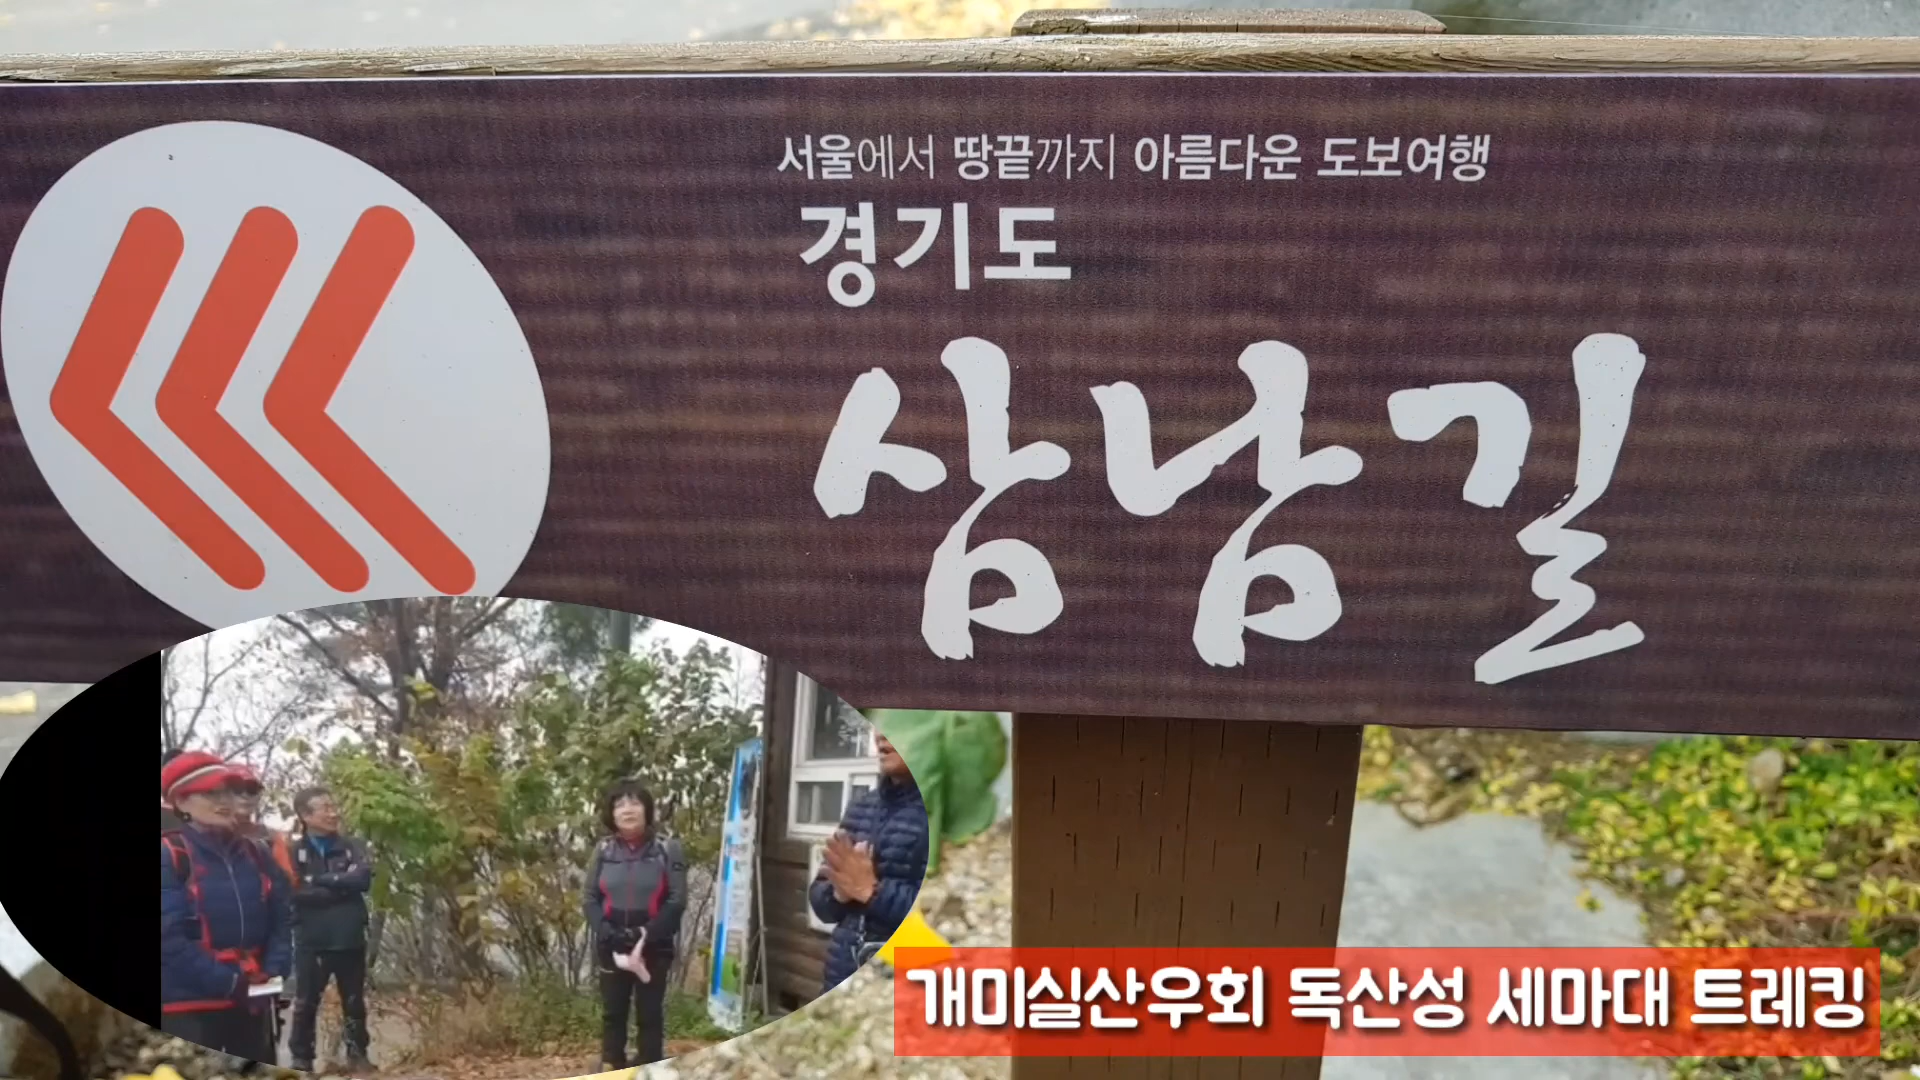 서울에서 땅끝까지 아름다운 도보여행
경기도
삼남길
개미실산우회 독산성 세마대 트레킹